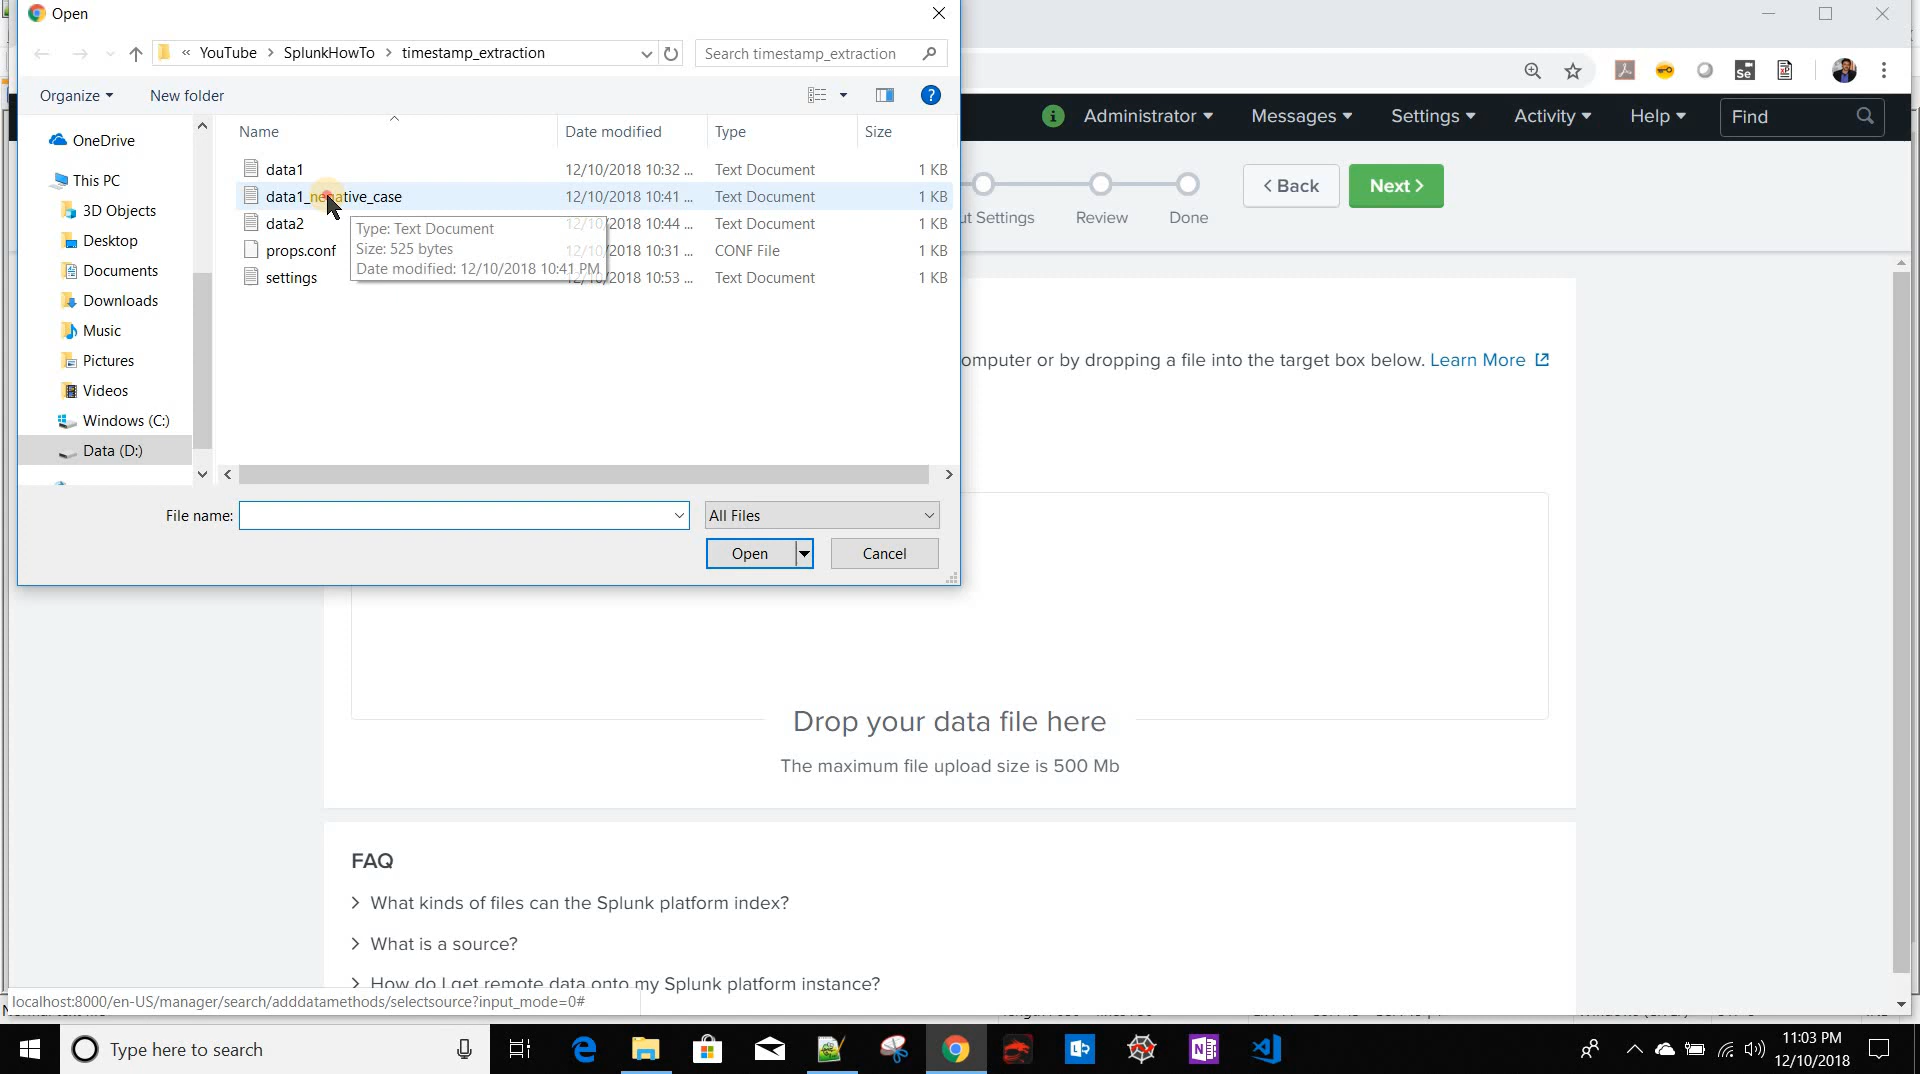 Open
« YouTube > SplunkHowTo > timestamp_extraction
Search timestamp_extraction
Organize
New folder
Name
Date modified
Type
Size
data1 12/10/2018 10:32 ... Text Document 1 KB
data1_negative_case 12/10/2018 10:41 ... Text Document 1 KB
data2 12/10/2018 10:44 ... Text Document 1 KB
props.conf 12/10/2018 10:31 ... CONF File 1 KB
settings 12/10/2018 10:53 ... Text Document 1 KB
Type: Text Document
Size: 525 bytes
Date modified: 12/10/2018 10:41 PM
OneDrive
This PC
3D Objects
Desktop
Documents
Downloads
Music
Pictures
Videos
Windows (C:)
Data (D:)
File name:
All Files
Open
Cancel
Administrator
Messages
Settings
Activity
Help
Find
ut Settings
Review
Done
< Back
Next >
omputer or by dropping a file into the target box below. Learn More
Drop your data file here
The maximum file upload size is 500 Mb
FAQ
> What kinds of files can the Splunk platform index?
> What is a source?
> How do I get remote data onto my Splunk platform instance?
localhost:8000/en-US/manager/search/adddatamethods/selectsource?input_mode=0#
Type here to search
11:03 PM
12/10/2018